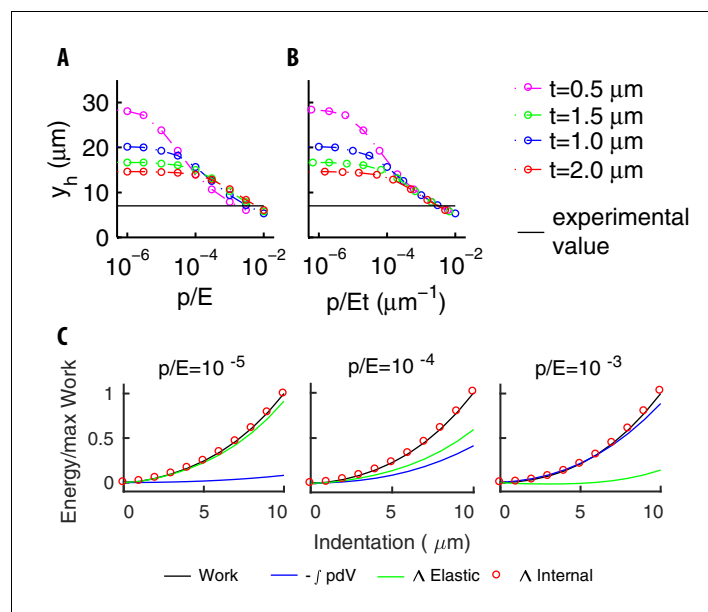 A
B
30
20
10
0
y_h (μm)
10^−6
10^−4
10^−2
p/E
10^−6
10^−4
10^−2
p/Et (μm^−1)
t=0.5 μm
t=1.5 μm
t=1.0 μm
t=2.0 μm
experimental
value
C
p/E=10 ^-5
p/E=10 ^-4
p/E=10 ^-3
Energy/max Work
1
0.5
0
0
5
10
0
5
10
0
5
10
Indentation ( μm)
Work
- ∫ pdV
Λ Elastic
Λ Internal